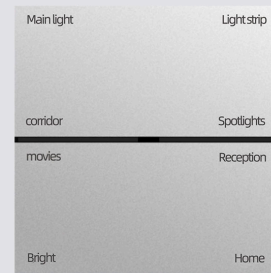 Main light
Light strip
corridor
Spotlights
movies
Reception
Bright
Home